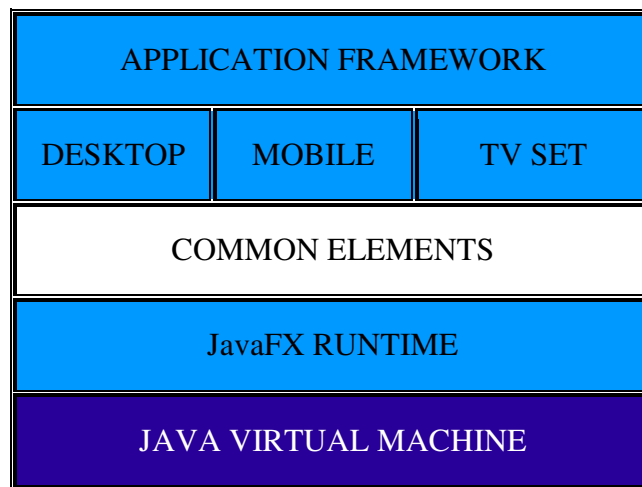 APPLICATION FRAMEWORK
DESKTOP MOBILE TV SET
COMMON ELEMENTS
JavaFX RUNTIME
JAVA VIRTUAL MACHINE